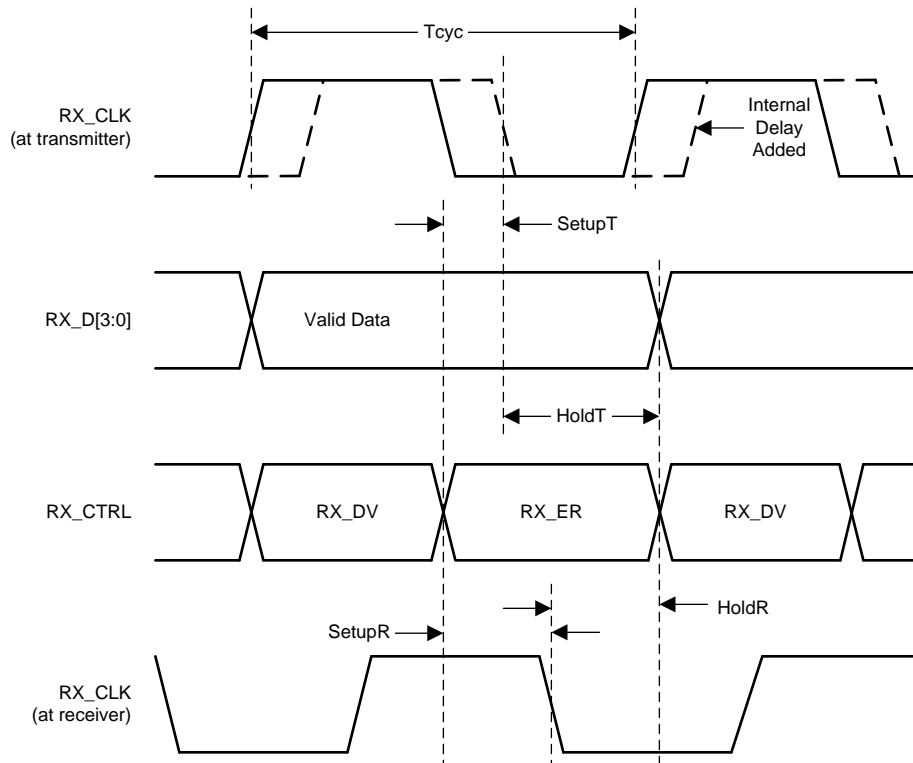 Tcyc
RX_CLK
(at transmitter)
Internal
Delay
Added
SetupT
RX_D[3:0]
Valid Data
HoldT
RX_CTRL
RX_DV
RX_ER
RX_DV
HoldR
SetupR
RX_CLK
(at receiver)